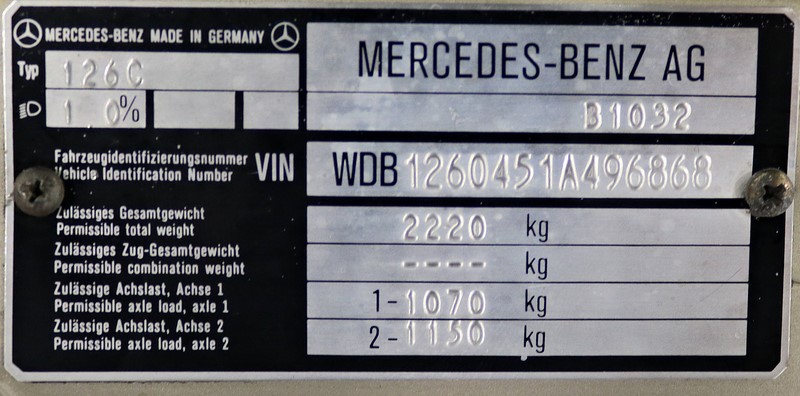 MERCEDES-BENZ MADE IN GERMANY
MERCEDES-BENZ AG
Typ 126C
1.0%
B1032
Fahrzeugidentifizierungsnummer
Vehicle Identification Number
VIN
WDB1260451A496868
Zulässiges Gesamtgewicht
Permissible total weight
2220 kg
Zulässiges Zug-Gesamtgewicht
Permissible combination weight
---- kg
Zulässige Achslast, Achse 1
Permissible axle load, axle 1
1-1070 kg
Zulässige Achslast, Achse 2
Permissible axle load, axle 2
2-1150 kg